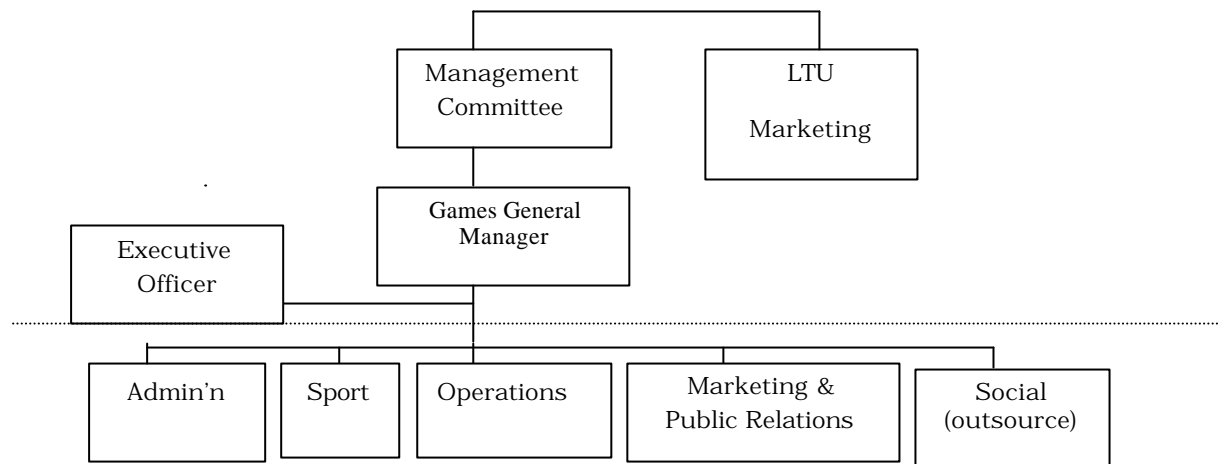 Management
Committee
LTU
Marketing
Games General
Manager
Executive
Officer
Admin'n
Sport
Operations
Marketing &
Public Relations
Social
(outsource)